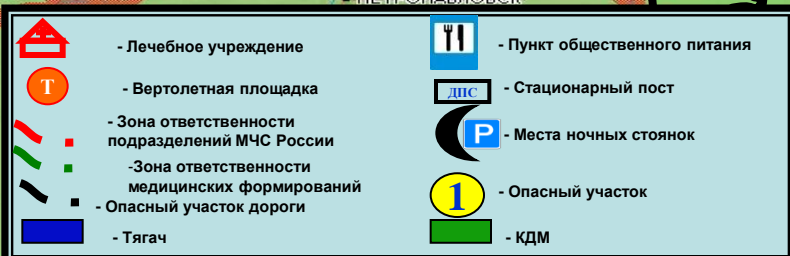 - ПЕТРОПАВЛОВСК
- Лечебное учреждение
Т
- Вертолетная площадка
- Зона ответственности
подразделений МЧС России
-Зона ответственности
медицинских формирований
- Опасный участок дороги
- Тягач
- Пункт общественного питания
ДПС
- Стационарный пост
P
- Места ночных стоянок
1
- Опасный участок
- КДМ